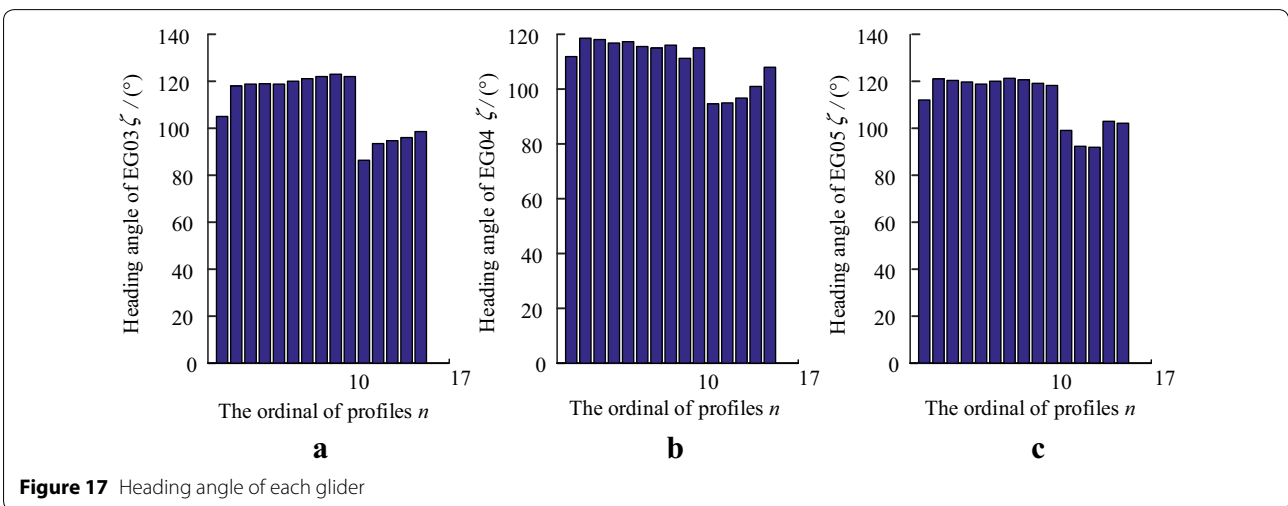 Heading angle of EG03 ζ / (°)
140
120
100
80
60
40
20
0
10
17
The ordinal of profiles n
a
Heading angle of EG04 ζ / (°)
120
100
80
60
40
20
0
10
17
The ordinal of profiles n
b
Heading angle of EG05 ζ / (°)
140
120
100
80
60
40
20
0
10
17
The ordinal of profiles n
c
Figure 17 Heading angle of each glider